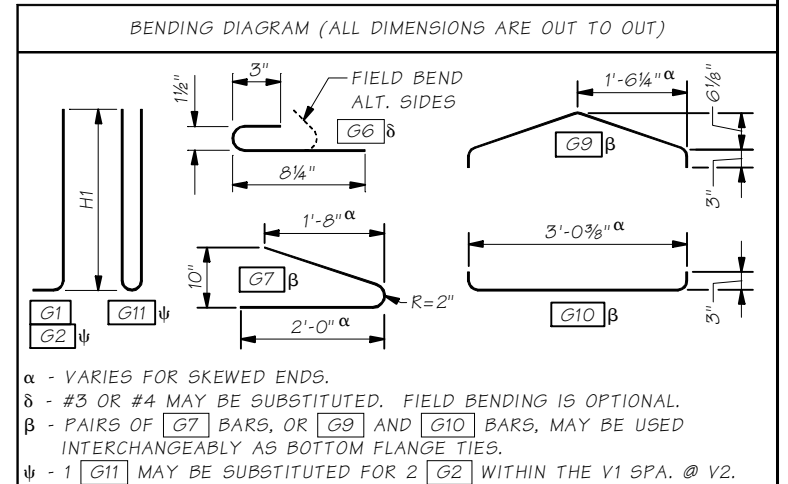 BENDING DIAGRAM (ALL DIMENSIONS ARE OUT TO OUT)
3"
1½"
FIELD BEND
ALT. SIDES
G6 δ
8¼"
1'-6¼" α
6⅛"
G9 β
3"
H1
G1
G2 ψ
G11 ψ
1'-8" α
10"
G7 β
R=2"
2'-0" α
3'-0⅜" α
G10 β
3"
α - VARIES FOR SKEWED ENDS.
δ - #3 OR #4 MAY BE SUBSTITUTED. FIELD BENDING IS OPTIONAL.
β - PAIRS OF G7 BARS, OR G9 AND G10 BARS, MAY BE USED
INTERCHANGEABLY AS BOTTOM FLANGE TIES.
ψ - 1 G11 MAY BE SUBSTITUTED FOR 2 G2 WITHIN THE V1 SPA. @ V2.